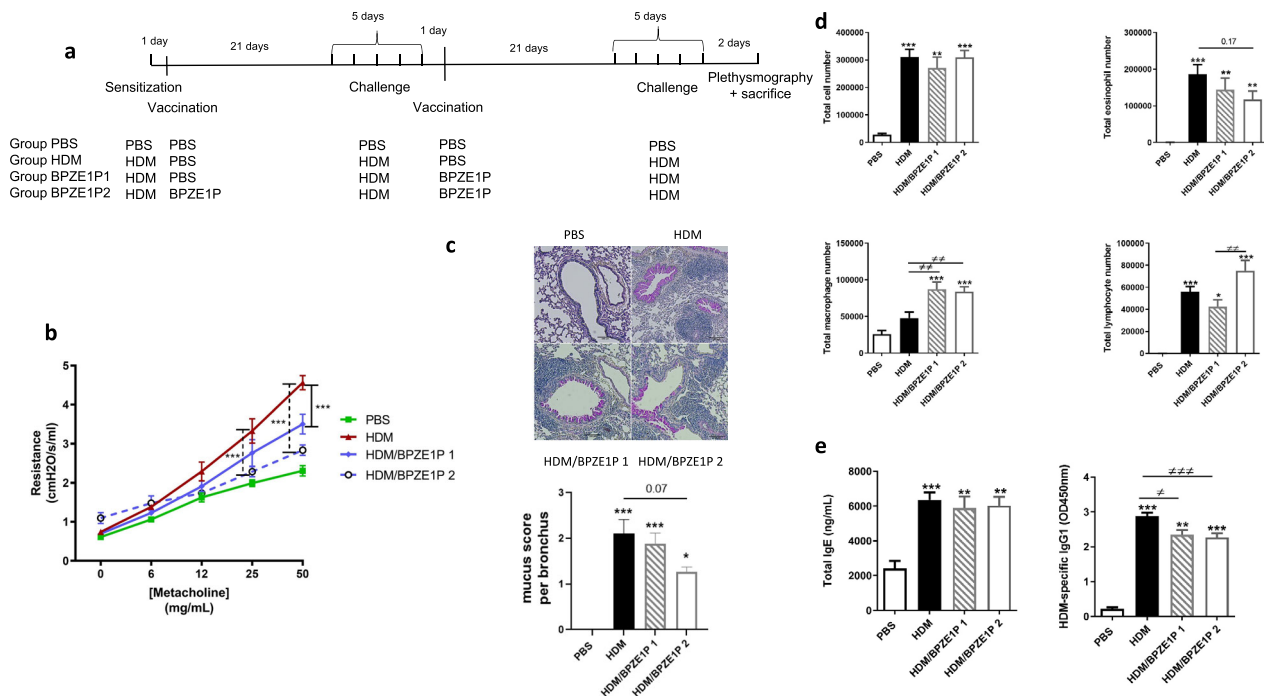 a
1 day
21 days
5 days
1 day
21 days
5 days
2 days
Sensitization
Vaccination
Challenge
Vaccination
Challenge
Plethysmography
+ sacrifice
Group PBS PBS PBS PBS PBS PBS
Group HDM HDM PBS HDM PBS HDM
Group BPZE1P1 HDM PBS HDM BPZE1P HDM
Group BPZE1P2 HDM BPZE1P HDM BPZE1P HDM
b
Resistance
(cmH2O/s/ml)
5
4
3
2
1
0
***
***
***
0 6 12 25 50
[Metacholine]
(mg/mL)
PBS
HDM
HDM/BPZE1P 1
HDM/BPZE1P 2
c
PBS HDM
HDM/BPZE1P 1 HDM/BPZE1P 2
mucus score
per bronchus
3
2
1
0
0.07
***
***
*
PBS
HDM
HDM/BPZE1P 1
HDM/BPZE1P 2
d
Total cell number
400000
300000
200000
100000
0
*** ** ***
PBS
HDM
HDM/BPZE1P 1
HDM/BPZE1P 2
Total eosinophil number
300000
200000
100000
0
0.17
***
**
**
PBS
HDM
HDM/BPZE1P 1
HDM/BPZE1P 2
Total macrophage number
150000
100000
50000
0
≠≠
≠≠
*** ***
PBS
HDM
HDM/BPZE1P 1
HDM/BPZE1P 2
Totel lymphocyte number
100000
80000
60000
40000
20000
0
≠≠
***
***
*
PBS
HDM
HDM/BPZE1P 1
HDM/BPZE1P 2
e
Total IgE (ng/mL)
8000
6000
4000
2000
0
*** ** **
PBS
HDM
HDM/BPZE1P 1
HDM/BPZE1P 2
HDM-specific IgG1 (OD450nm)
4
3
2
1
0
≠≠≠
≠
***
**
***
PBS
HDM
HDM/BPZE1P 1
HDM/BPZE1P 2